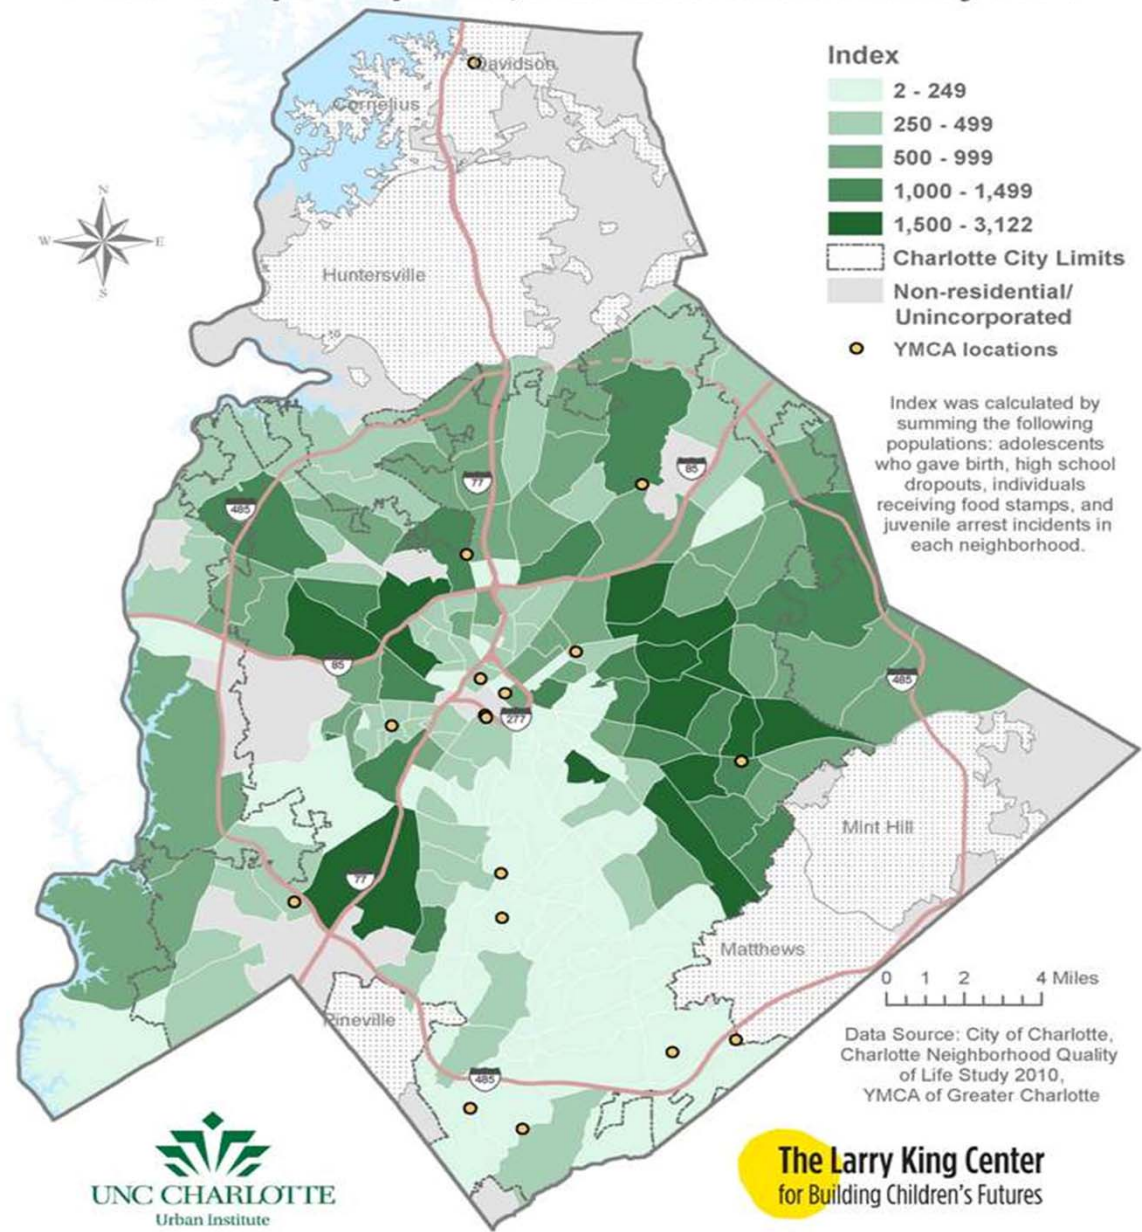 Davidson
Cornelius
Huntersville
N
W
E
S
Index
2 - 249
250 - 499
500 - 999
1,000 - 1,499
1,500 - 3,122
Charlotte City Limits
Non-residential/
Unincorporated
YMCA locations
Index was calculated by
summing the following
populations: adolescents
who gave birth, high school
dropouts, individuals
receiving food stamps, and
juvenile arrest incidents in
each neighborhood.
77
85
485
85
277
485
77
Mint Hill
Matthews
Pineville
485
0 1 2 4 Miles
Data Source: City of Charlotte,
Charlotte Neighborhood Quality
of Life Study 2010,
YMCA of Greater Charlotte
UNC CHARLOTTE
Urban Institute
The Larry King Center
for Building Children's Futures